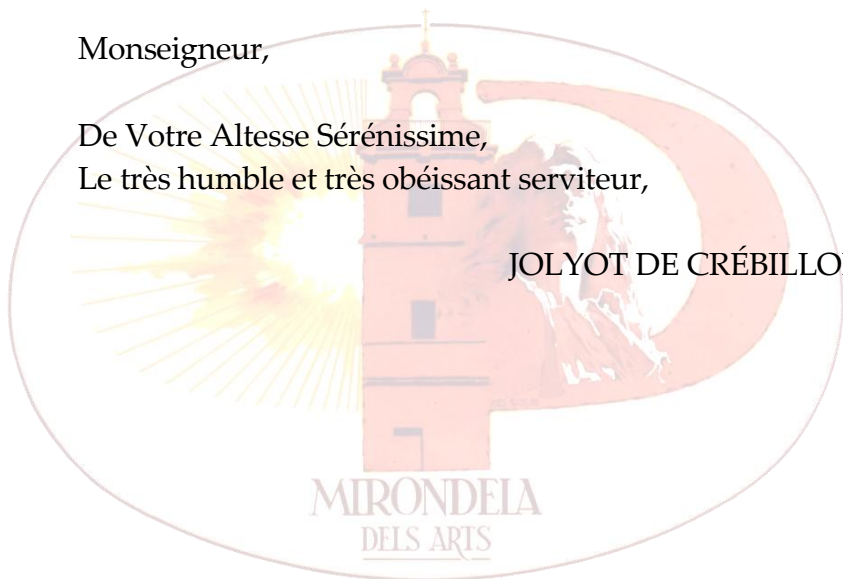 Monseigneur,
De Votre Altesse Sérénissime,
Le très humble et très obéissant serviteur,
JOLYOT DE CRÉBILLO
MIRONDELA
DELS ARTS